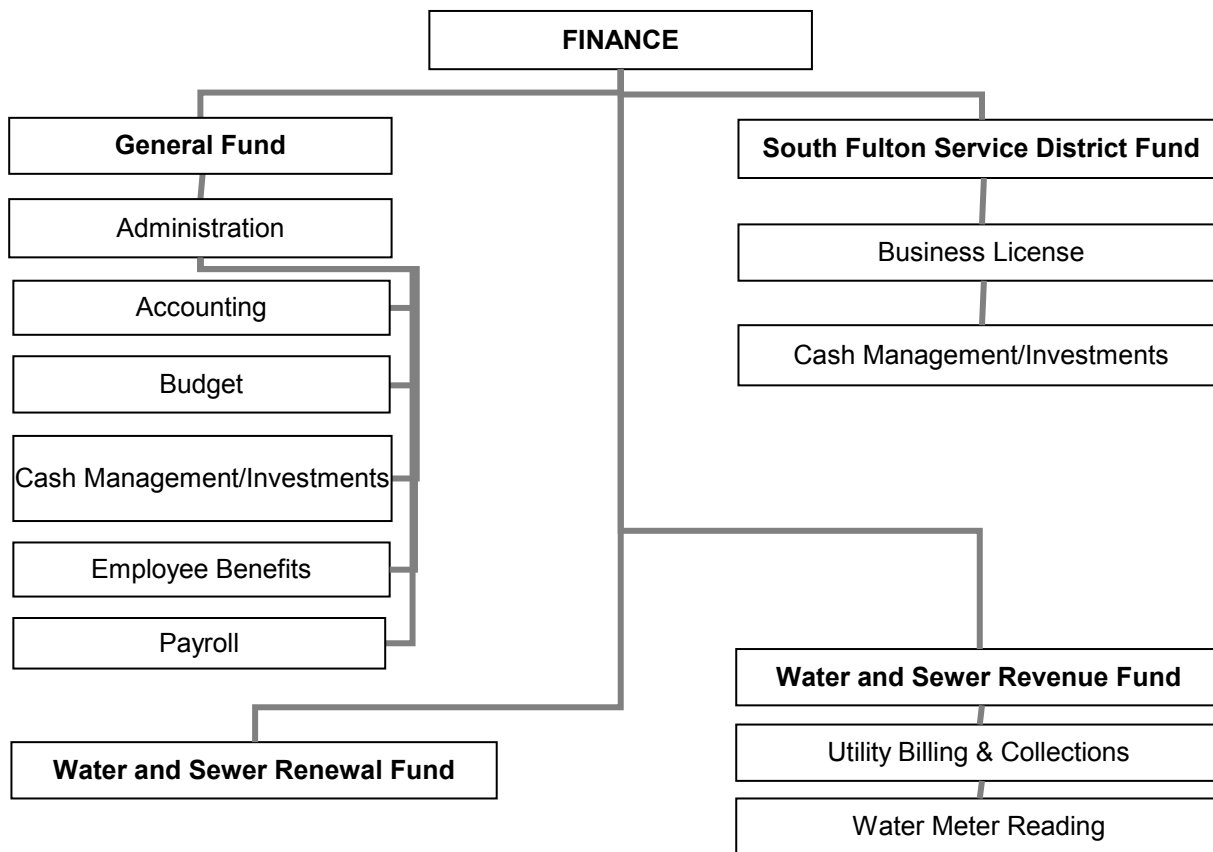 FINANCE
General Fund
Administration
Accounting
Budget
Cash Management/Investments
Employee Benefits
Payroll
South Fulton Service District Fund
Business License
Cash Management/Investments
Water and Sewer Renewal Fund
Water and Sewer Revenue Fund
Utility Billing & Collections
Water Meter Reading